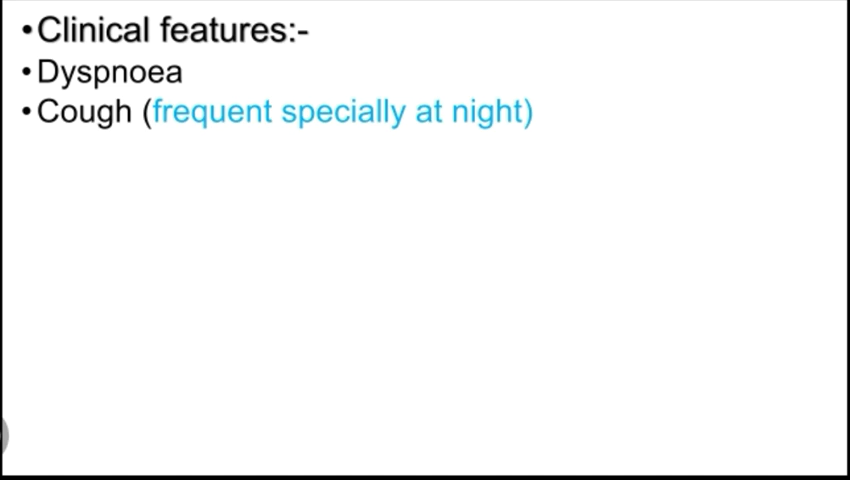 •Clinical features:-
•Dyspnoea
•Cough (frequent specially at night)